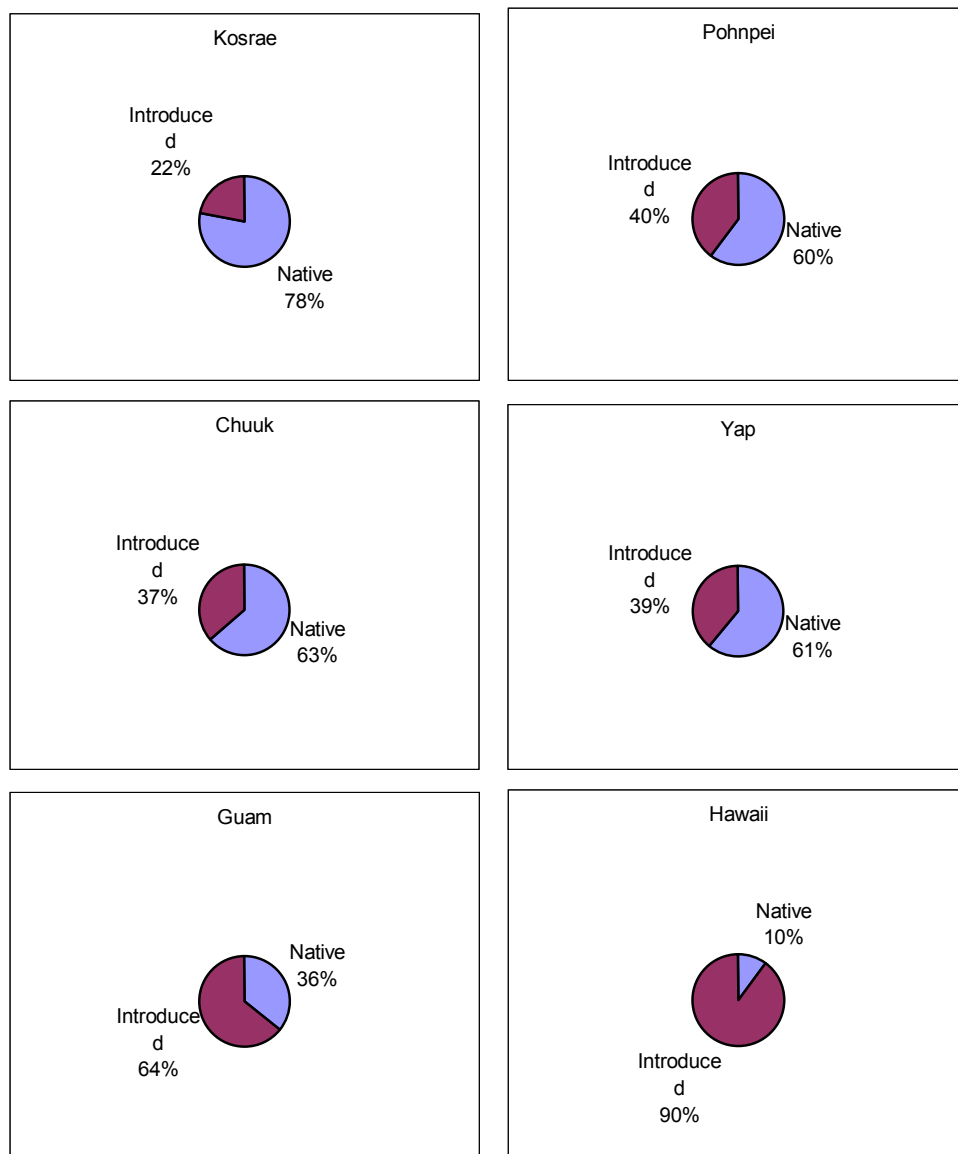 Kosrae
Introduce
d
22%
Native
78%
Pohnpei
Introduce
d
40%
Native
60%
Chuuk
Introduce
d
37%
Native
63%
Yap
Introduce
d
39%
Native
61%
Guam
Native
36%
Introduce
d
64%
Hawaii
Native
10%
Introduce
d
90%